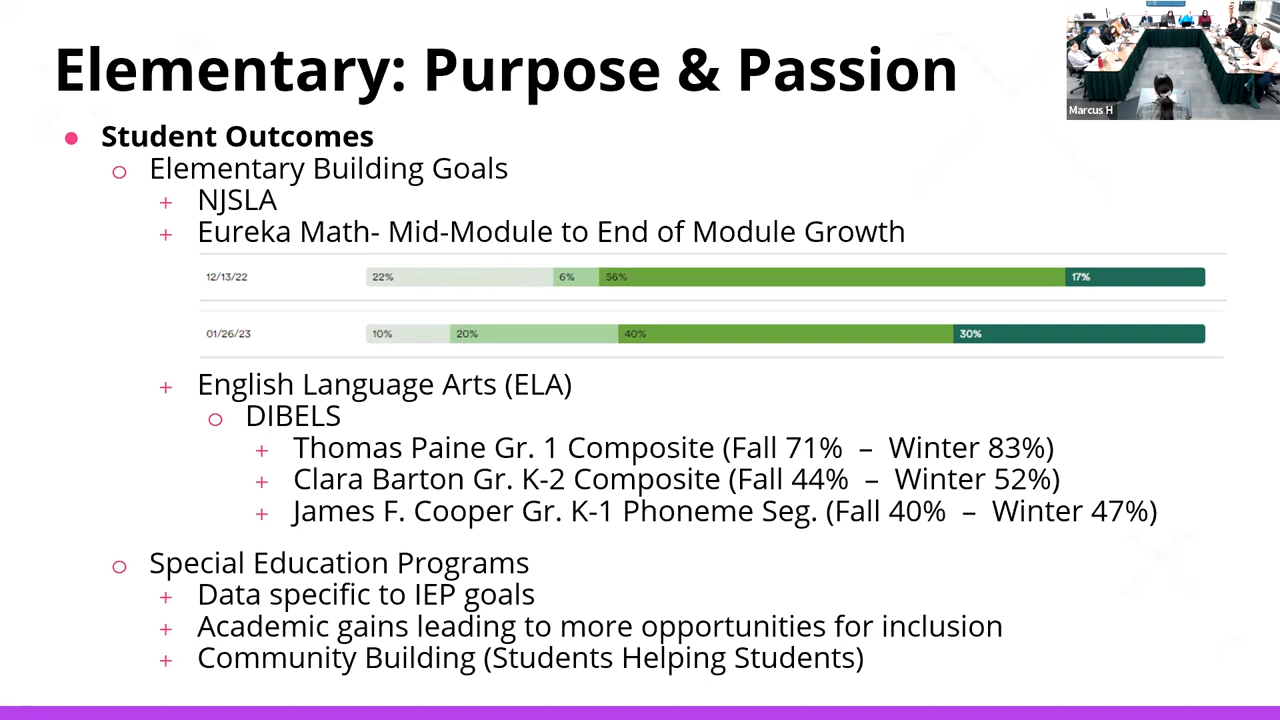 Elementary: Purpose & Passion
Marcus H
Student Outcomes
Elementary Building Goals
NJSLA
Eureka Math- Mid-Module to End of Module Growth
12/13/22 22% 6% 56% 17%
01/26/23 10% 20% 40% 30%
English Language Arts (ELA)
DIBELS
Thomas Paine Gr. 1 Composite (Fall 71% – Winter 83%)
Clara Barton Gr. K-2 Composite (Fall 44% – Winter 52%)
James F. Cooper Gr. K-1 Phoneme Seg. (Fall 40% – Winter 47%)
Special Education Programs
Data specific to IEP goals
Academic gains leading to more opportunities for inclusion
Community Building (Students Helping Students)